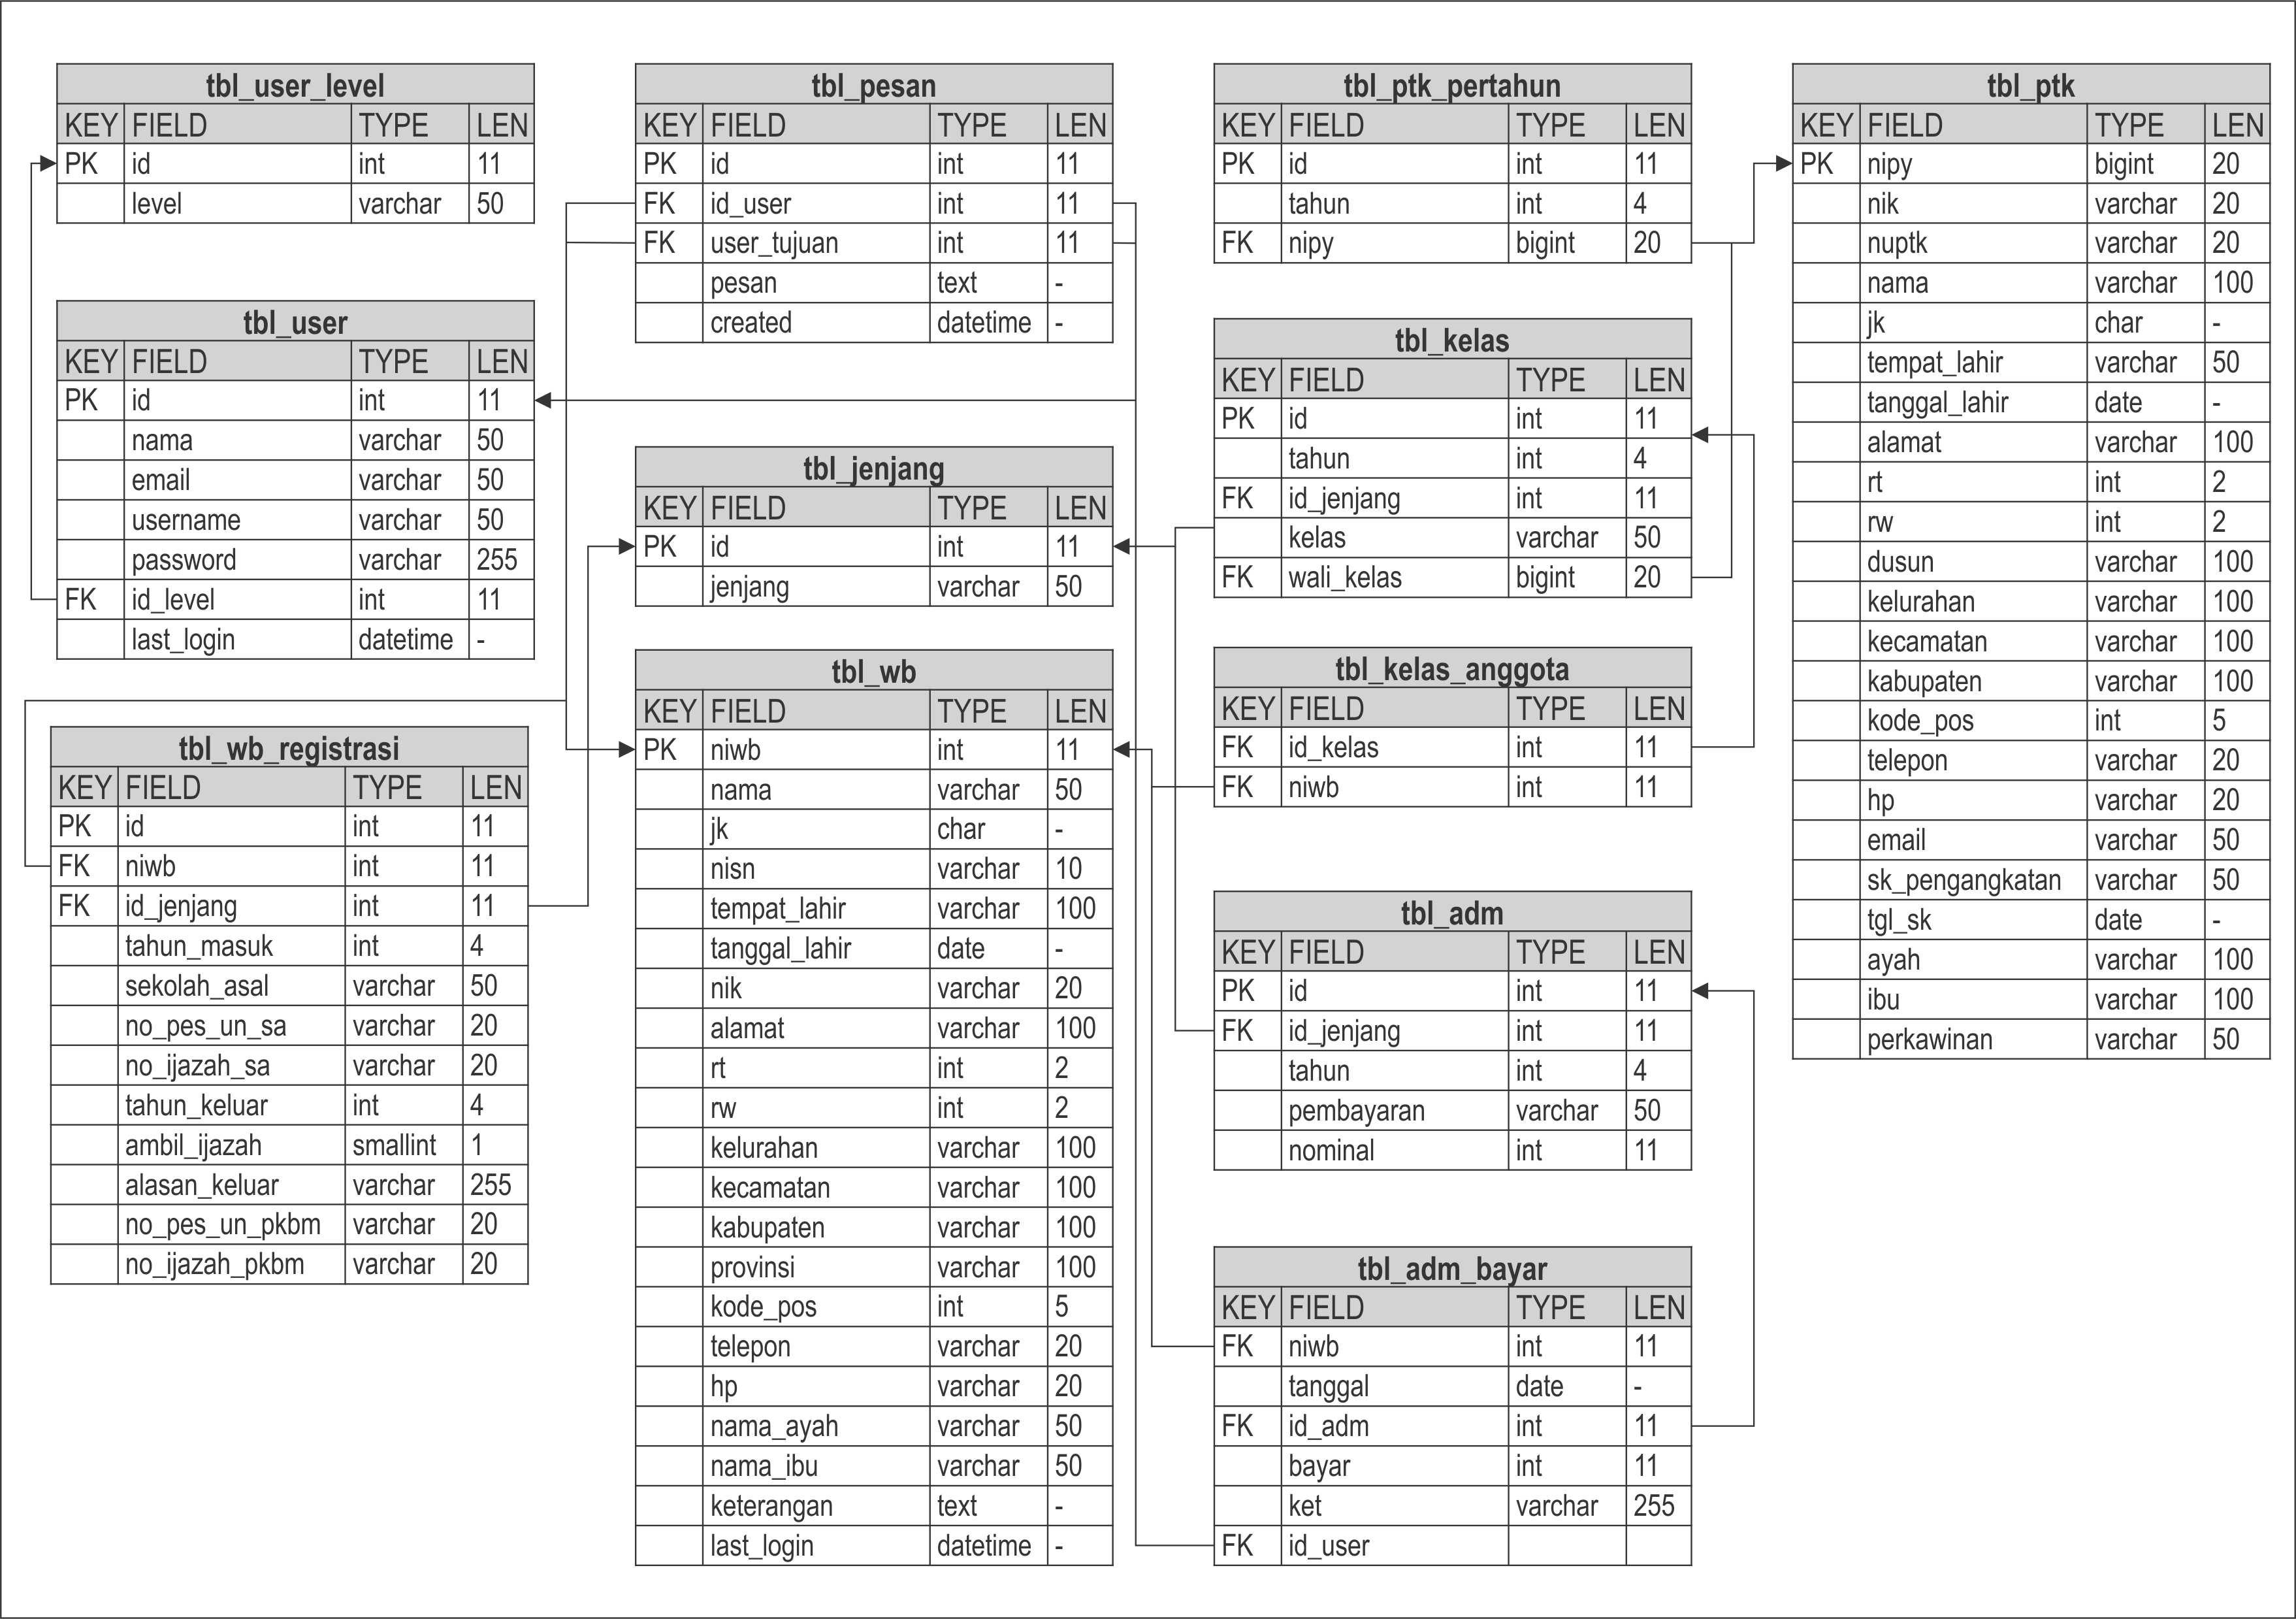 tbl_user_level
KEY FIELD TYPE LEN
PK id int 11
level varchar 50
tbl_user
KEY FIELD TYPE LEN
PK id int 11
nama varchar 50
email varchar 50
username varchar 50
password varchar 255
FK id_level int 11
last_login datetime -
tbl_wb_registrasi
KEY FIELD TYPE LEN
PK id int 11
FK niwb int 11
FK id_jenjang int 11
tahun_masuk int 4
sekolah_asal varchar 50
no_pes_un_sa varchar 20
no_ijazah_sa varchar 20
tahun_keluar int 4
ambil_ijazah smallint 1
alasan_keluar varchar 255
no_pes_un_pkbm varchar 20
no_ijazah_pkbm varchar 20
tbl_pesan
KEY FIELD TYPE LEN
PK id int 11
FK id_user int 11
FK user_tujuan int 11
pesan text -
created datetime -
tbl_jenjang
KEY FIELD TYPE LEN
PK id int 11
jenjang varchar 50
tbl_wb
KEY FIELD TYPE LEN
PK niwb int 11
nama varchar 50
jk char -
nisn varchar 10
tempat_lahir varchar 100
tanggal_lahir date -
nik varchar 20
alamat varchar 100
rt int 2
rw int 2
kelurahan varchar 100
kecamatan varchar 100
kabupaten varchar 100
provinsi varchar 100
kode_pos int 5
telepon varchar 20
hp varchar 20
nama_ayah varchar 50
nama_ibu varchar 50
keterangan text -
last_login datetime -
tbl_ptk_pertahun
KEY FIELD TYPE LEN
PK id int 11
tahun int 4
FK nipy bigint 20
tbl_kelas
KEY FIELD TYPE LEN
PK id int 11
tahun int 4
FK id_jenjang int 11
kelas varchar 50
FK wali_kelas bigint 20
tbl_kelas_anggota
KEY FIELD TYPE LEN
FK id_kelas int 11
FK niwb int 11
tbl_adm
KEY FIELD TYPE LEN
PK id int 11
FK id_jenjang int 11
tahun int 4
pembayaran varchar 50
nominal int 11
tbl_adm_bayar
KEY FIELD TYPE LEN
FK niwb int 11
tanggal date -
FK id_adm int 11
bayar int 11
ket varchar 255
FK id_user
tbl_ptk
KEY FIELD TYPE LEN
PK nipy bigint 20
nik varchar 20
nuptk varchar 20
nama varchar 100
jk char -
tempat_lahir varchar 50
tanggal_lahir date -
alamat varchar 100
rt int 2
rw int 2
dusun varchar 100
kelurahan varchar 100
kecamatan varchar 100
kabupaten varchar 100
kode_pos int 5
telepon varchar 20
hp varchar 20
email varchar 50
sk_pengangkatan varchar 50
tgl_sk date -
ayah varchar 100
ibu varchar 100
perkawinan varchar 50